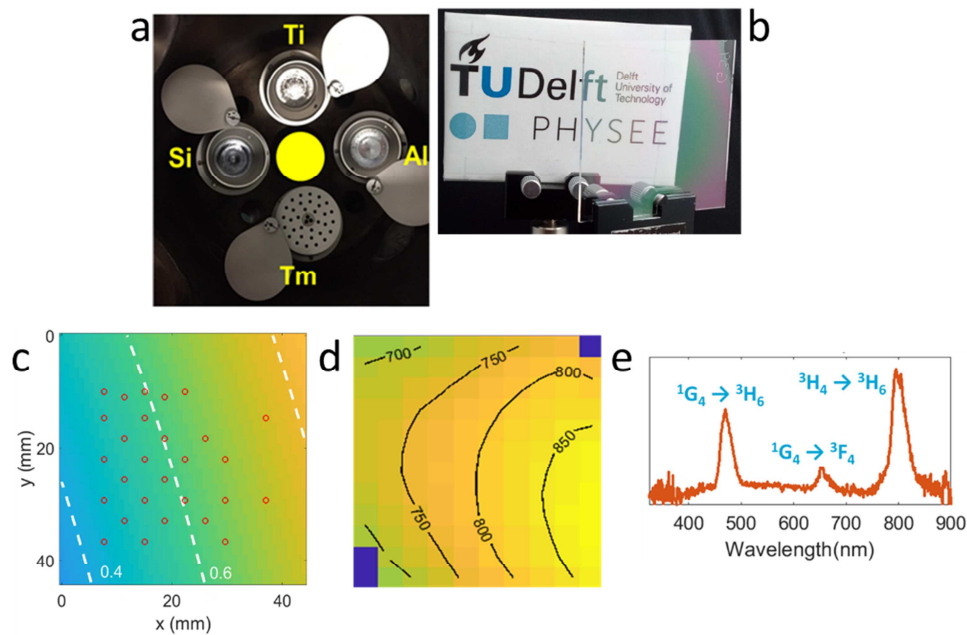 a
Ti
Si
Al
Tm
b
TU Delft
Delft
University of
Technology
PHYSEE
c
0
20
40
y (mm)
0.4
0.6
0
20
40
x (mm)
d
700
750
800
850
750
800
e
¹G₄ → ³H₆
³H₄ → ³H₆
¹G₄ → ³F₄
400
500
600
700
800
900
Wavelength(nm)